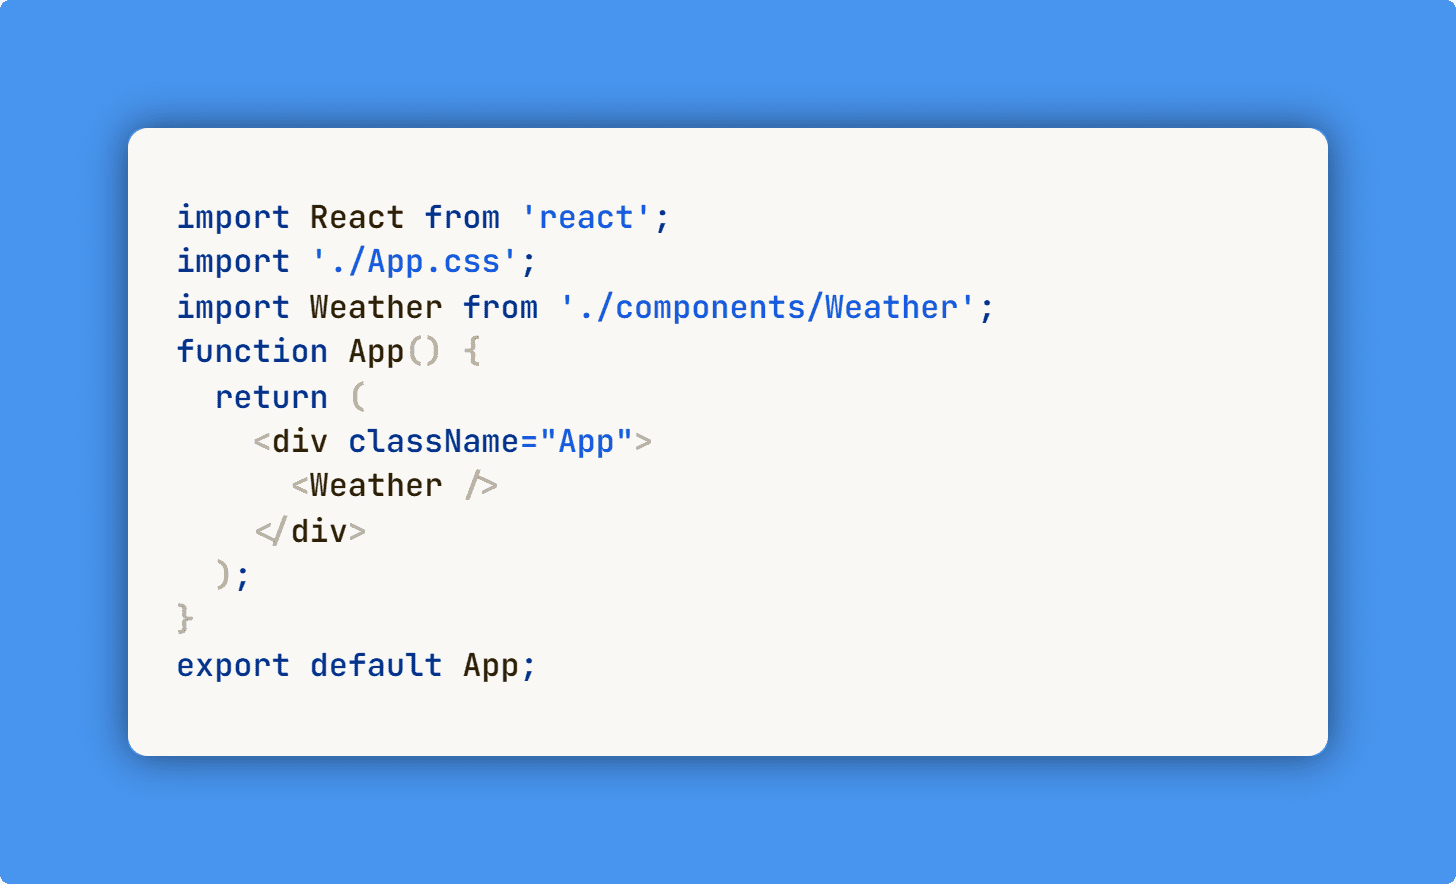 import React from 'react';
import './App.css';
import Weather from './components/Weather';
function App() {
  return (
    <div className="App">
      <Weather />
    </div>
  );
}
export default App;